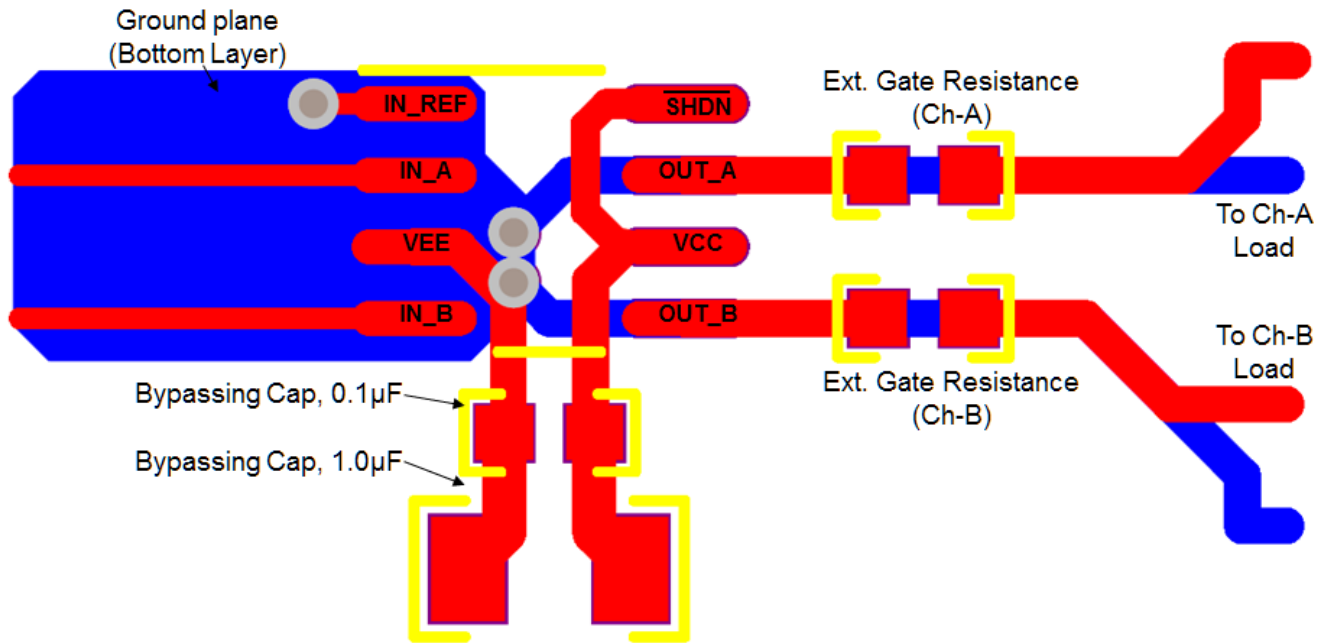 Ground plane
(Bottom Layer)
IN_REF
SHDN
Ext. Gate Resistance
(Ch-A)
IN_A
OUT_A
To Ch-A
Load
VEE
VCC
IN_B
OUT_B
To Ch-B
Load
Ext. Gate Resistance
(Ch-B)
Bypassing Cap, 0.1µF
Bypassing Cap, 1.0µF